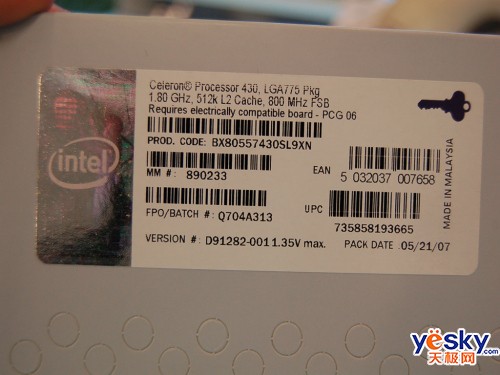 Celeron® Processor 430, LGA775 Pkg
1.80 GHz, 512k L2 Cache, 800 MHz FSB
Requires electrically compatible board - PCG 06
intel
PROD. CODE: BX80557430SL9XN
MM #: 890233
EAN 5 032037 007658
FPO/BATCH #: Q704A313
UPC 735858193665
VERSION #: D91282-001 1.35V max.
PACK DATE .05/21/07
MADE IN MALAYSIA
yesky
天极网